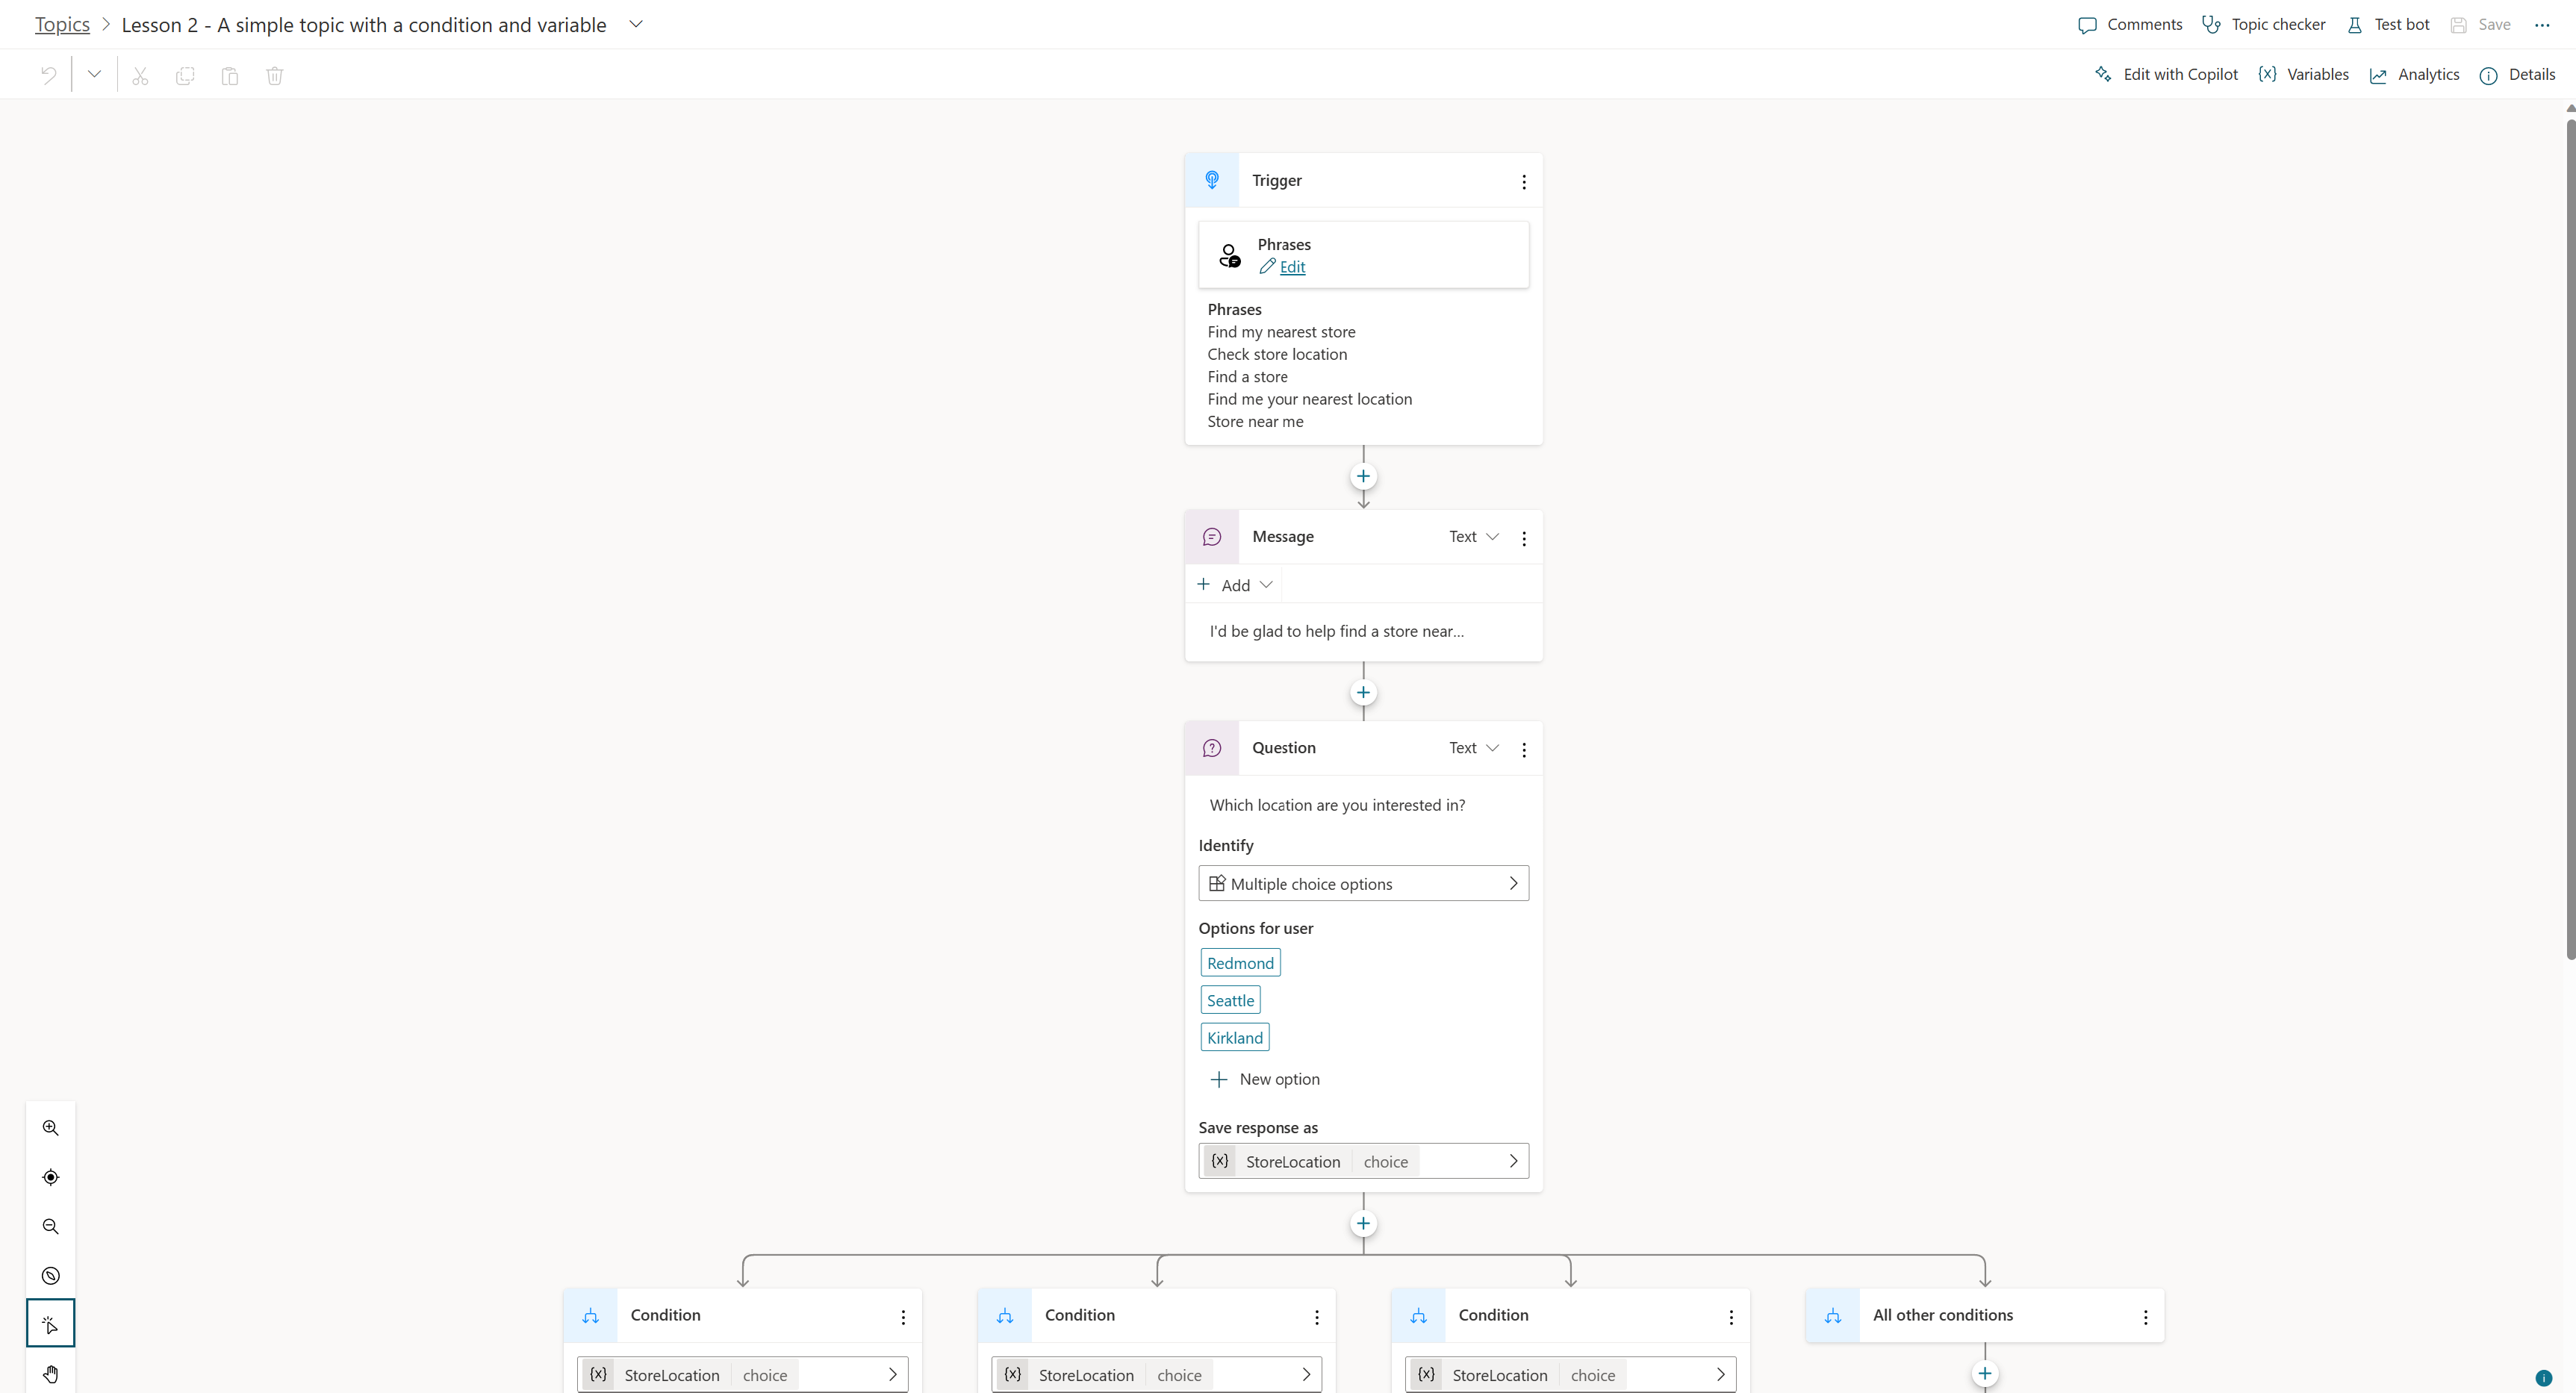 Topics > Lesson 2 - A simple topic with a condition and variable
Comments Topic checker Test bot Save
Edit with Copilot {x} Variables Analytics Details
Trigger
Phrases
Edit
Phrases
Find my nearest store
Check store location
Find a store
Find me your nearest location
Store near me
Message Text
+ Add
I'd be glad to help find a store near...
Question Text
Which location are you interested in?
Identify
Multiple choice options
Options for user
Redmond
Seattle
Kirkland
+ New option
Save response as
{x} StoreLocation choice
Condition Condition Condition All other conditions
{x} StoreLocation choice {x} StoreLocation choice {x} StoreLocation choice